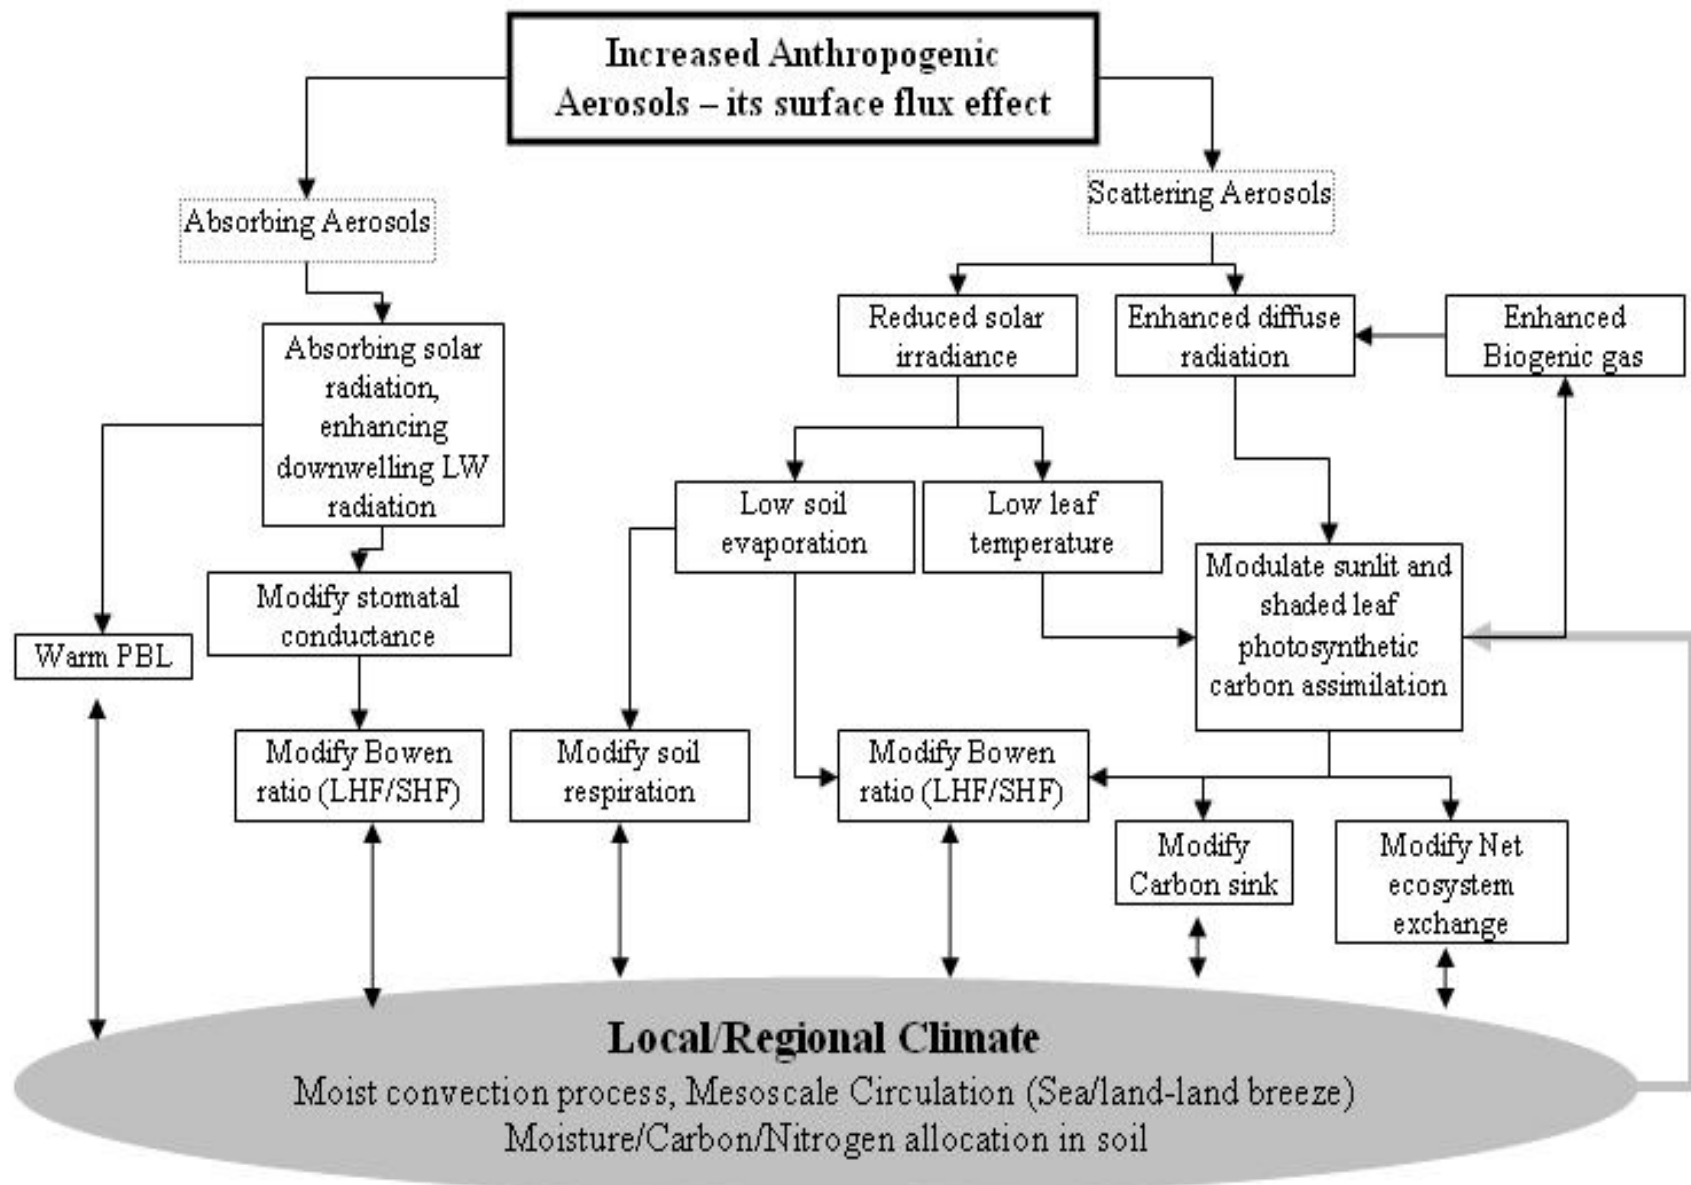 Increased Anthropogenic
Aerosols – its surface flux effect
Absorbing Aerosols
Scattering Aerosols
Absorbing solar
radiation,
enhancing
downwelling LW
radiation
Reduced solar
irradiance
Enhanced diffuse
radiation
Enhanced
Biogenic gas
Low soil
evaporation
Low leaf
temperature
Modulate sunlit and
shaded leaf
photosynthetic
carbon assimilation
Modify stomatal
conductance
Warm PBL
Modify Bowen
ratio (LHF/SHF)
Modify soil
respiration
Modify Bowen
ratio (LHF/SHF)
Modify
Carbon sink
Modify Net
ecosystem
exchange
Local/Regional Climate
Moist convection process, Mesoscale Circulation (Sea/land-land breeze)
Moisture/Carbon/Nitrogen allocation in soil